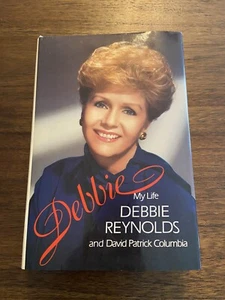 Debbie
My Life
DEBBIE
REYNOLDS
and David Patrick Columbia